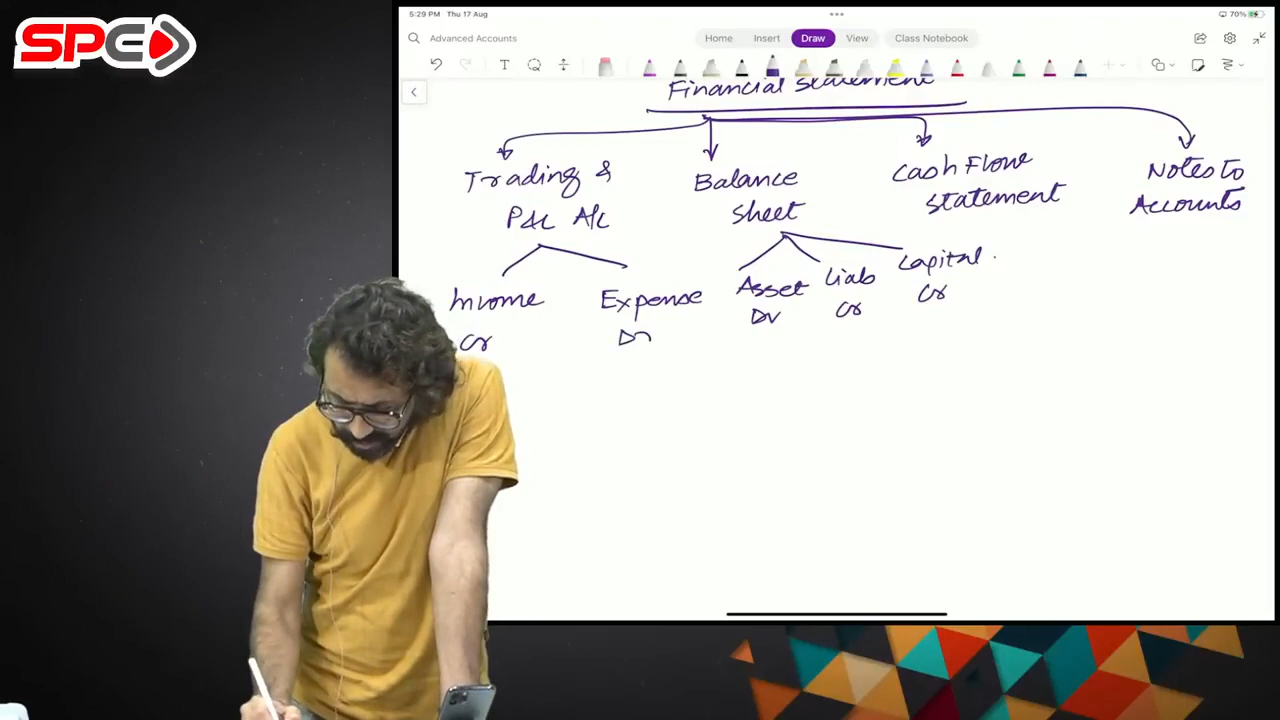 SPE
5:29 PM Thu 17 Aug
70%
Advanced Accounts
Home Insert Draw View Class Notebook
T
Financial statement
Trading &
P&L A/c
Balance
sheet
Cash Flow
statement
Notes to
Accounts
Income
Cr
Expense
Dr
Asset
Dr
Liab
Cr
Capital
Cr